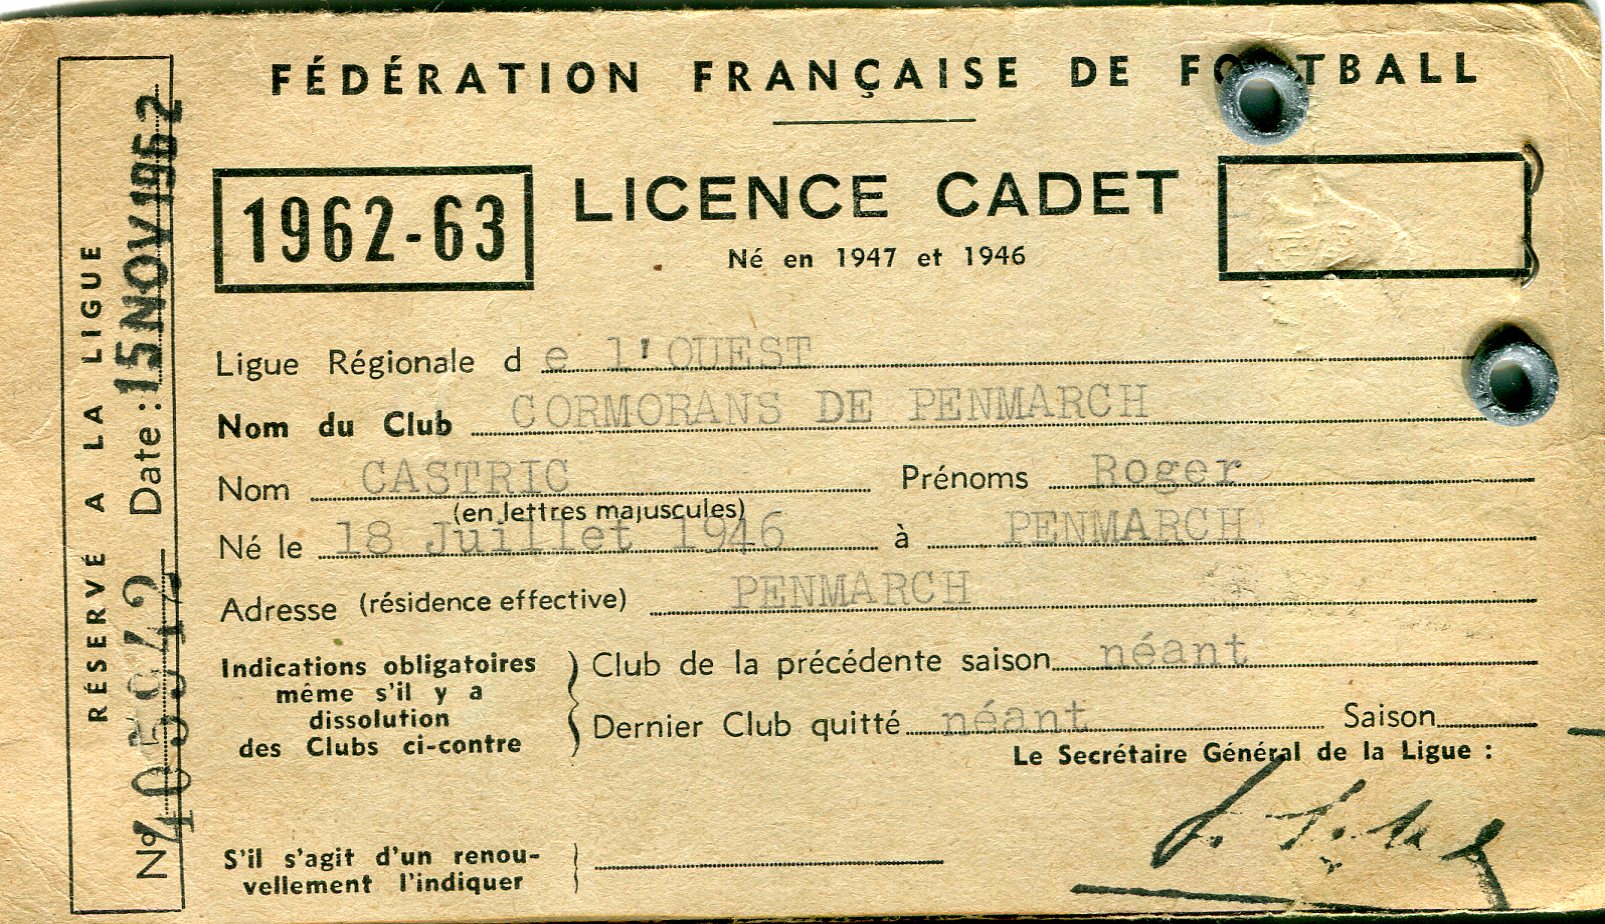 FÉDÉRATION FRANÇAISE DE FOOTBALL
1962-63
LICENCE CADET
Né en 1947 et 1946
RÉSERVÉ A LA LIGUE
Date : 15 NOV 1962
Nº
Ligue Régionale d e l'OUEST
Nom du Club CORMORANS DE PENMARCH
Nom CASTRIC Prénoms Roger
(en lettres majuscules)
Né le 18 Juillet 1946 à PENMARCH
Adresse (résidence effective) PENMARCH
Indications obligatoires
même s'il y a
dissolution
des Clubs ci-contre
Club de la précédente saison néant
Dernier Club quitté néant Saison
Le Secrétaire Général de la Ligue :
S'il s'agit d'un renou-
vellement l'indiquer